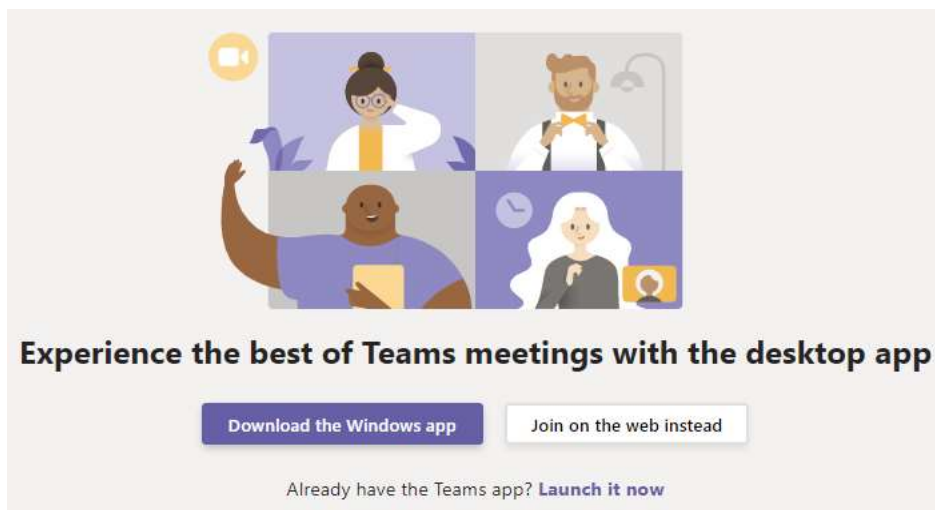 Experience the best of Teams meetings with the desktop app
Download the Windows app
Join on the web instead
Already have the Teams app? Launch it now